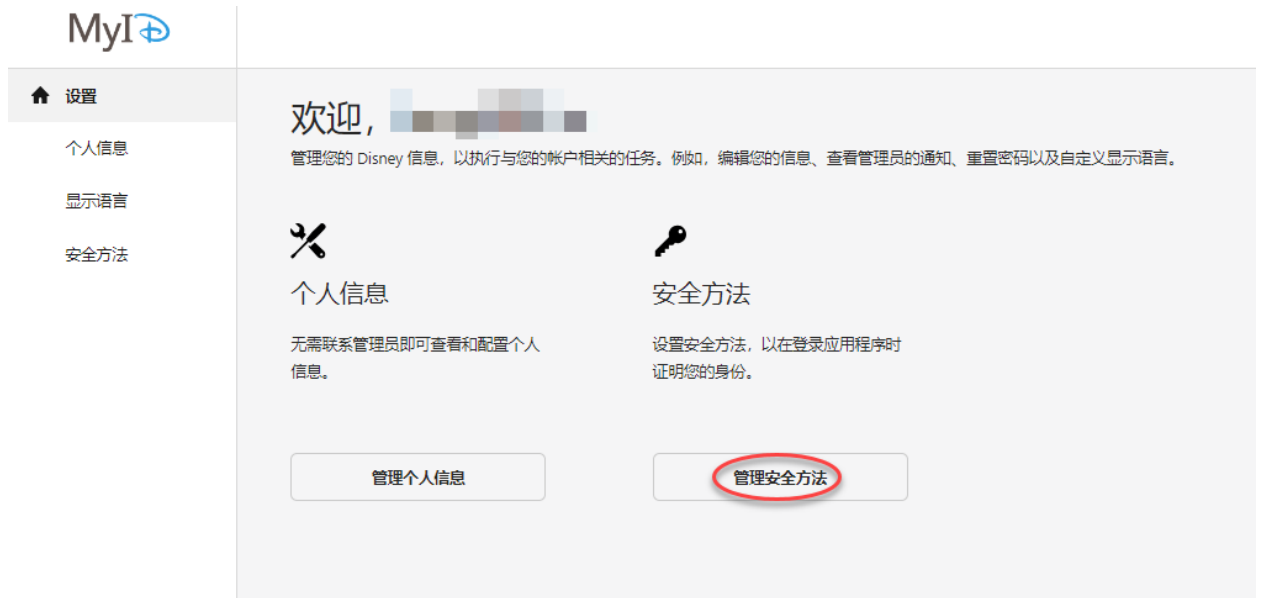 MyID
设置
个人信息
显示语言
安全方法
欢迎,
管理您的 Disney 信息，以执行与您的帐户相关的任务。例如，编辑您的信息、查看管理员的通知、重置密码以及自定义显示语言。
个人信息
无需联系管理员即可查看和配置个人
信息。
管理个人信息
安全方法
设置安全方法，以在登录应用程序时
证明您的身份。
管理安全方法